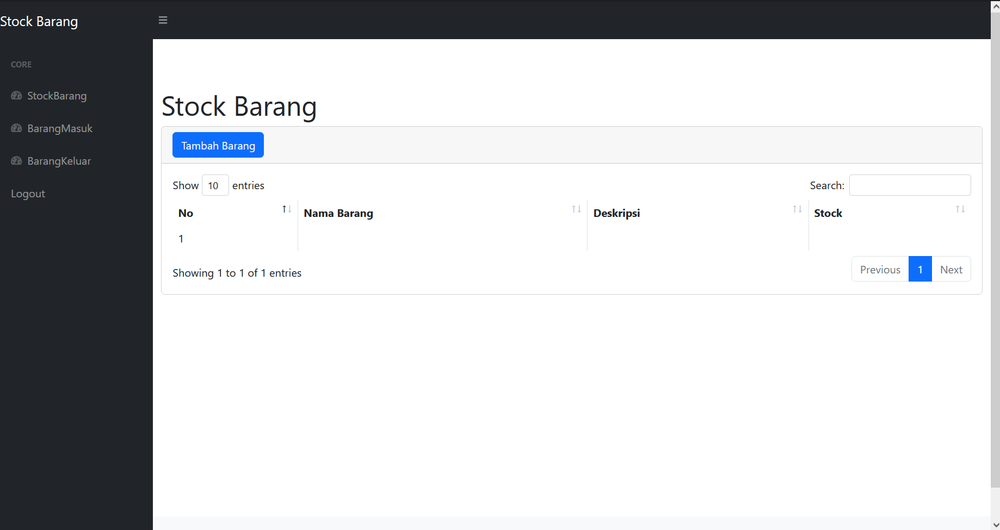 Stock Barang
CORE
StockBarang
BarangMasuk
BarangKeluar
Logout
Stock Barang
Tambah Barang
Show 10 entries
Search:
No Nama Barang Deskripsi Stock
1
Showing 1 to 1 of 1 entries
Previous 1 Next